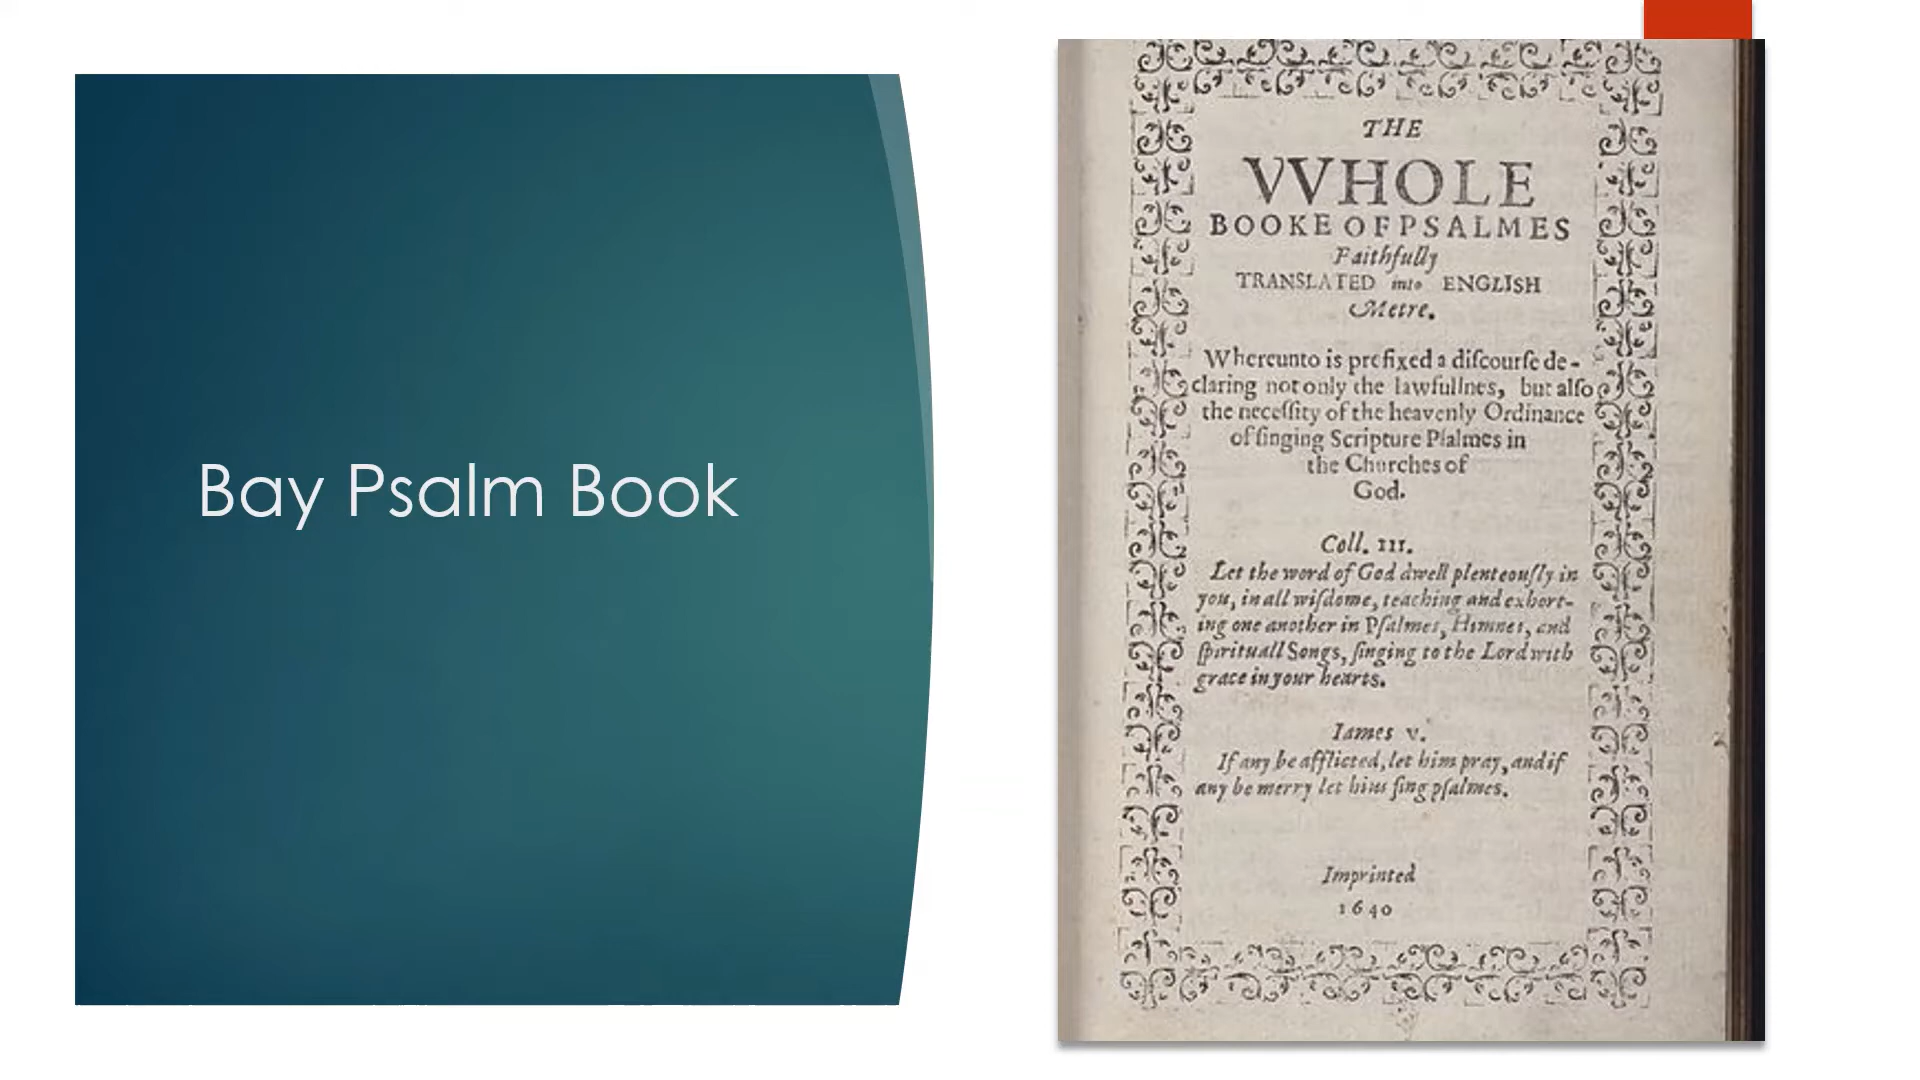 Bay Psalm Book
THE
VVHOLE
BOOKE OF PSALMES
Faithfully
TRANSLATED into ENGLISH
Metre.
Whereunto is prefixed a diſcourſe de-
claring not only the lawfullnes, but alſo
the neceſſity of the heavenly Ordinance
of ſinging Scripture Pſalmes in
the Churches of
God.
Coll. III.
Let the word of God dwell plenteouſly in
you, in all wiſdome, teaching and exhort-
ing one another in Pſalmes, Himnes, and
ſpirituall Songs, ſinging to the Lord with
grace in your hearts.
Iames v.
If any be afflicted, let him pray, and if
any be merry let him ſing pſalmes.
Imprinted
1640